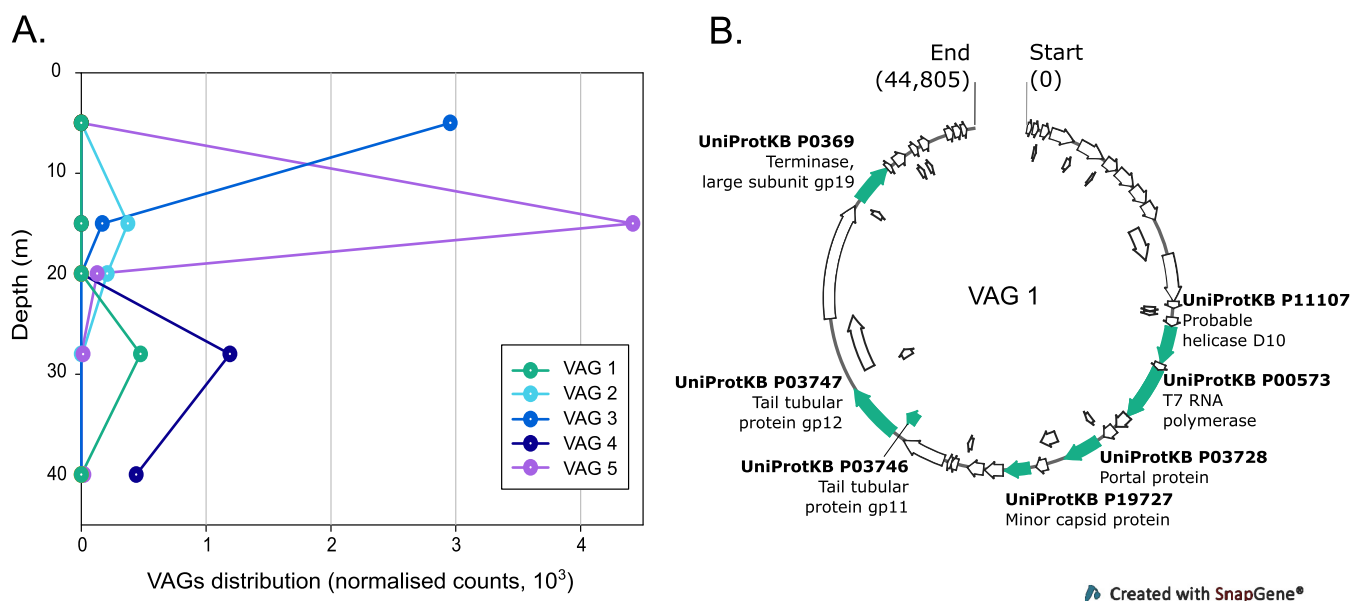 A.
0
10
20
30
40
Depth (m)
0
1
2
3
4
VAGs distribution (normalised counts, 10³)
VAG 1
VAG 2
VAG 3
VAG 4
VAG 5
B.
End
(44,805)
Start
(0)
UniProtKB P0369
Terminase,
large subunit gp19
VAG 1
UniProtKB P11107
Probable
helicase D10
UniProtKB P00573
T7 RNA
polymerase
UniProtKB P03728
Portal protein
UniProtKB P19727
Minor capsid protein
UniProtKB P03746
Tail tubular
protein gp11
UniProtKB P03747
Tail tubular
protein gp12
Created with SnapGene®